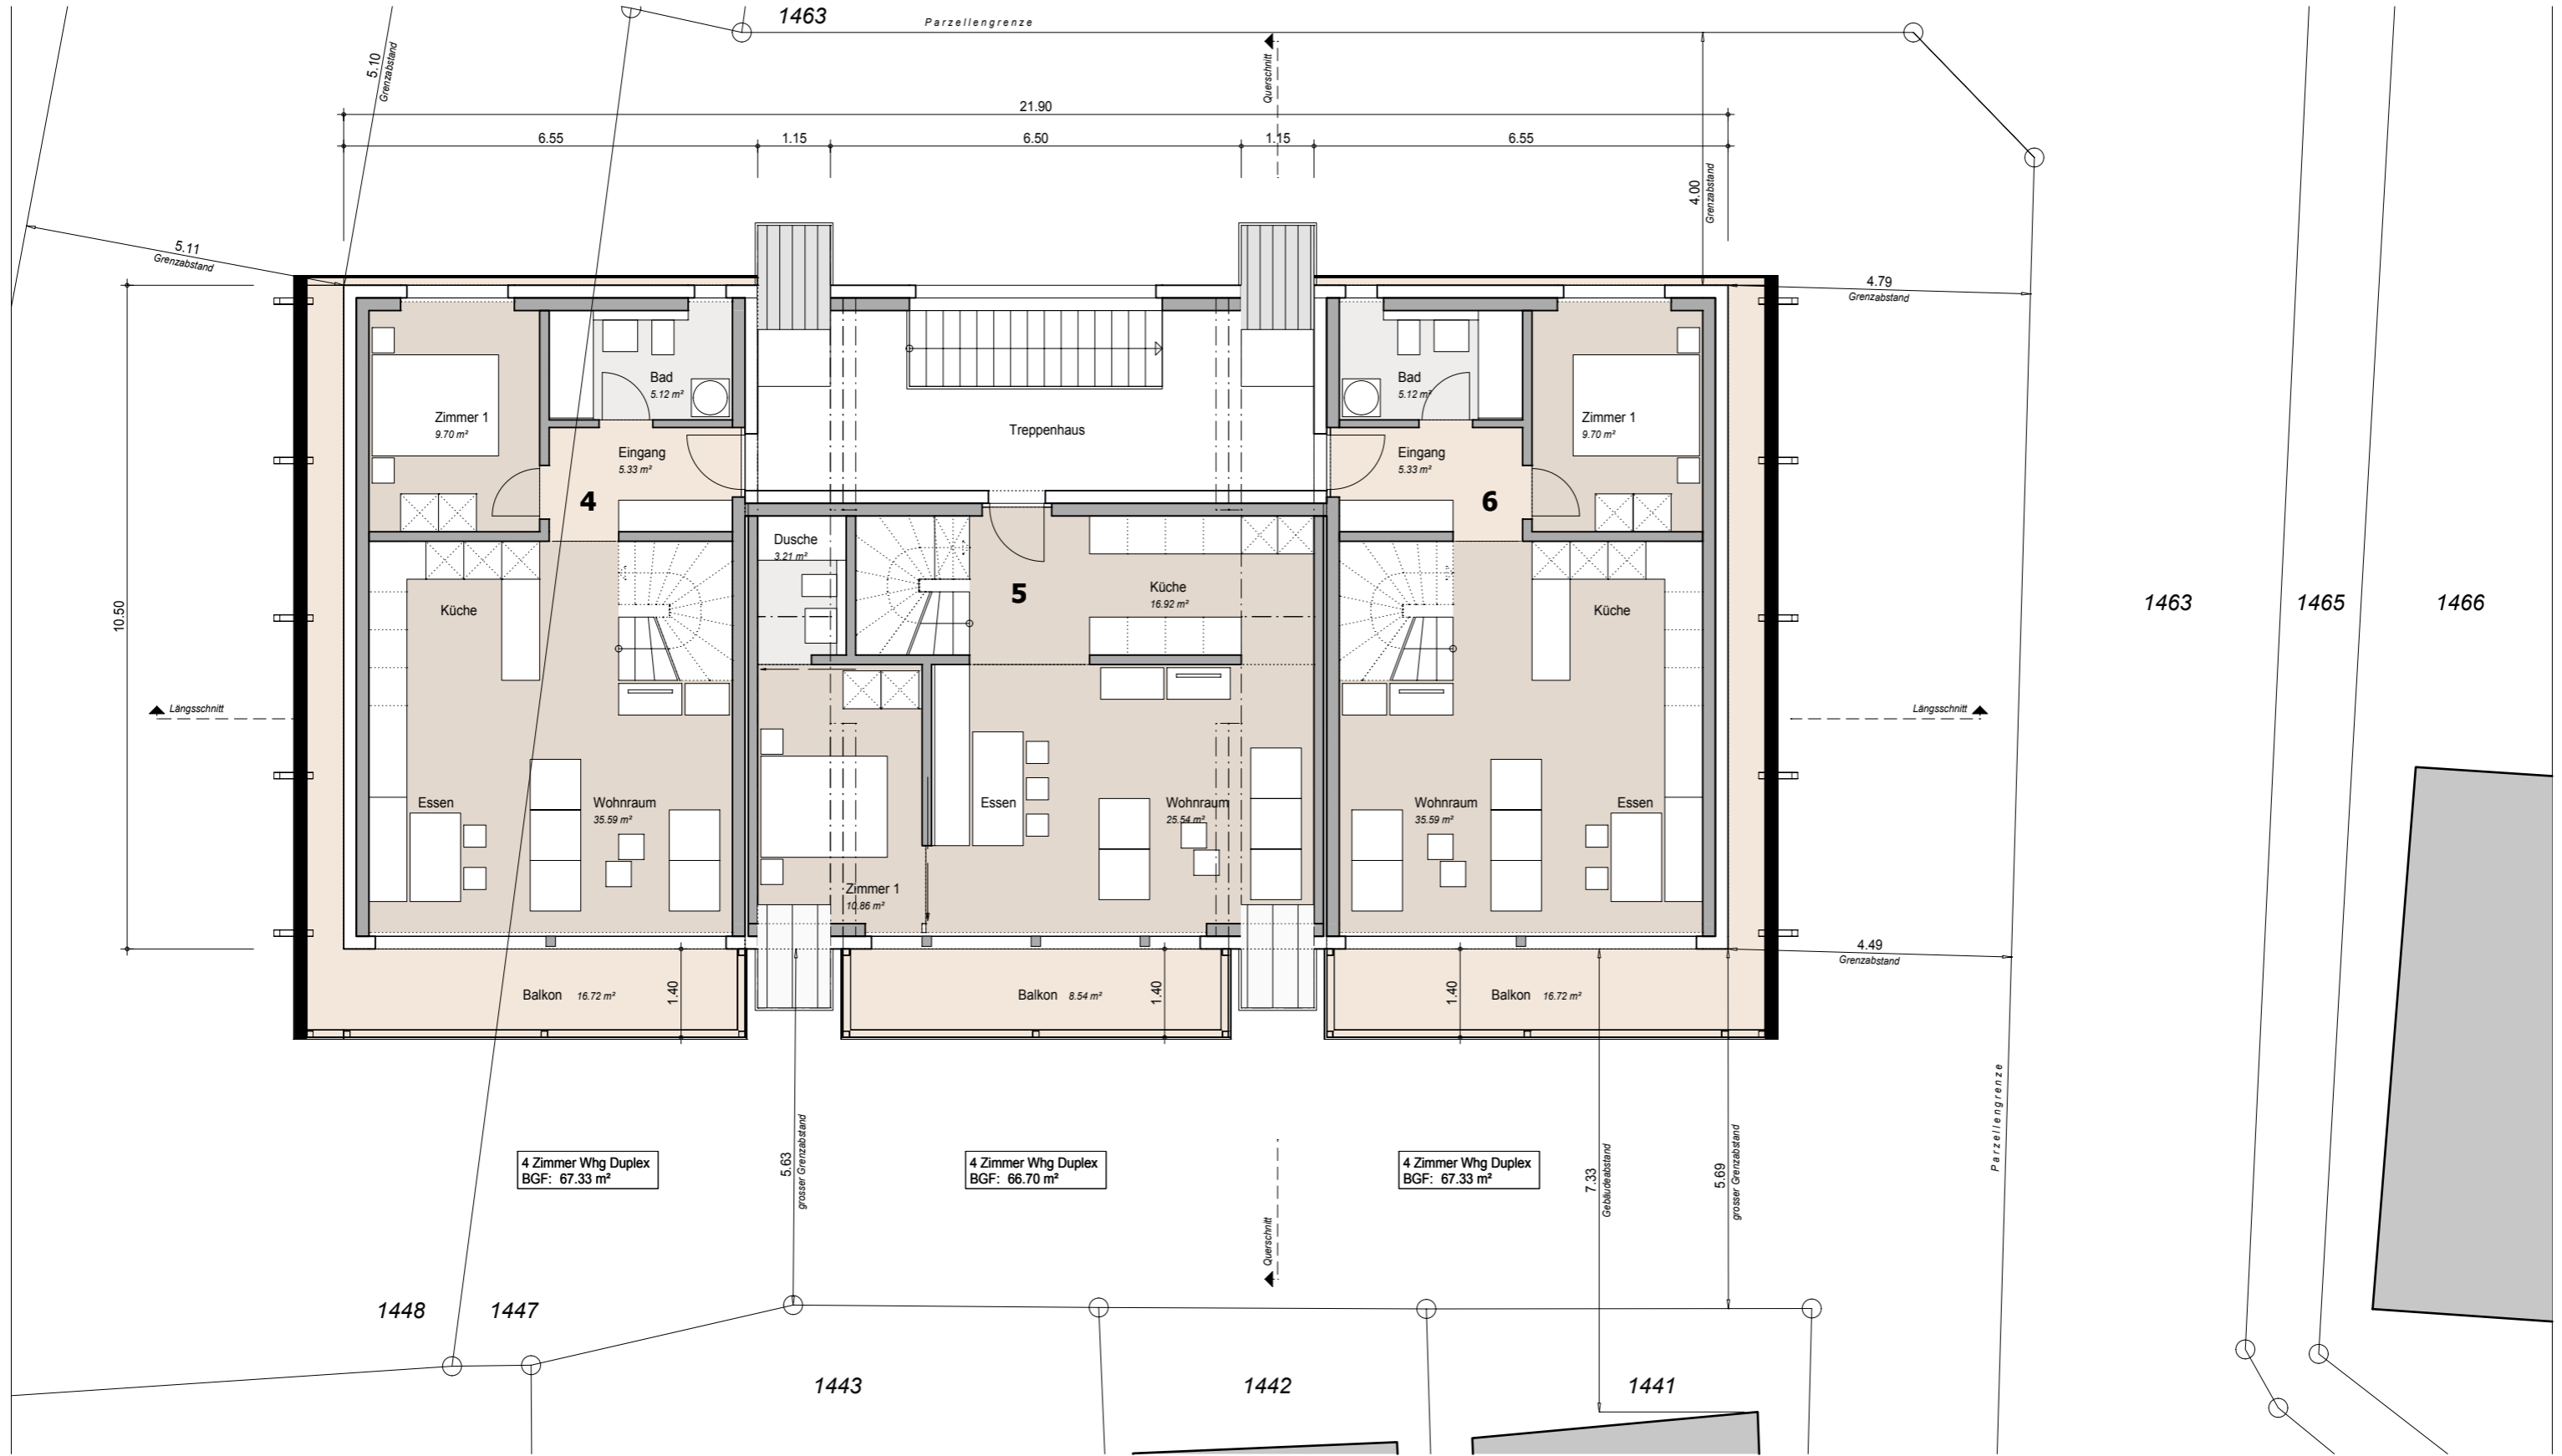 1463
Parzellengrenze
5.10
Grenzabstand
Querschnitt
21.90
6.55
1.15
6.50
1.15
6.55
4.00
Grenzabstand
5.11
Grenzabstand
4.79
Grenzabstand
Bad
5.12 m²
Bad
5.12 m²
Zimmer 1
9.70 m²
Zimmer 1
9.70 m²
Treppenhaus
Eingang
5.33 m²
Eingang
5.33 m²
4
6
Dusche
3.21 m²
Küche
16.92 m²
5
Küche
Küche
10.50
1463
1465
1466
Längsschnitt
Längsschnitt
Essen
Wohnraum
35.59 m²
Essen
Wohnraum
25.54 m²
Wohnraum
35.59 m²
Essen
Zimmer 1
10.86 m²
4.49
Grenzabstand
Balkon 16.72 m²
1.40
Balkon 8.54 m²
1.40
1.40
Balkon 16.72 m²
Parzellengrenze
4 Zimmer Whg Duplex
BGF: 67.33 m²
5.63
grosser Grenzabstand
4 Zimmer Whg Duplex
BGF: 66.70 m²
4 Zimmer Whg Duplex
BGF: 67.33 m²
7.33
Gebäudeabstand
5.69
grosser Grenzabstand
Querschnitt
1448
1447
1443
1442
1441